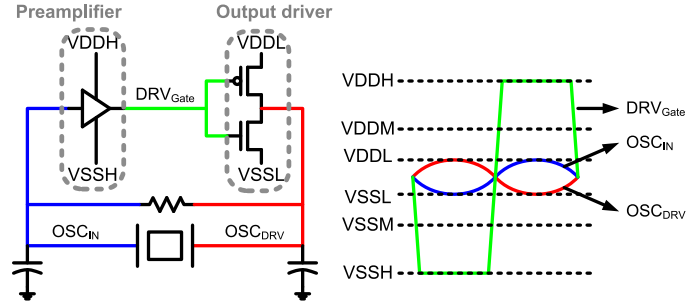 Preamplifier
Output driver
VDDH
VDDL
DRVGate
VSSH
VSSL
OSCIN
OSCDRV
VDDH
VDDM
VDDL
VSSL
VSSM
VSSH
DRVGate
OSCIN
OSCDRV